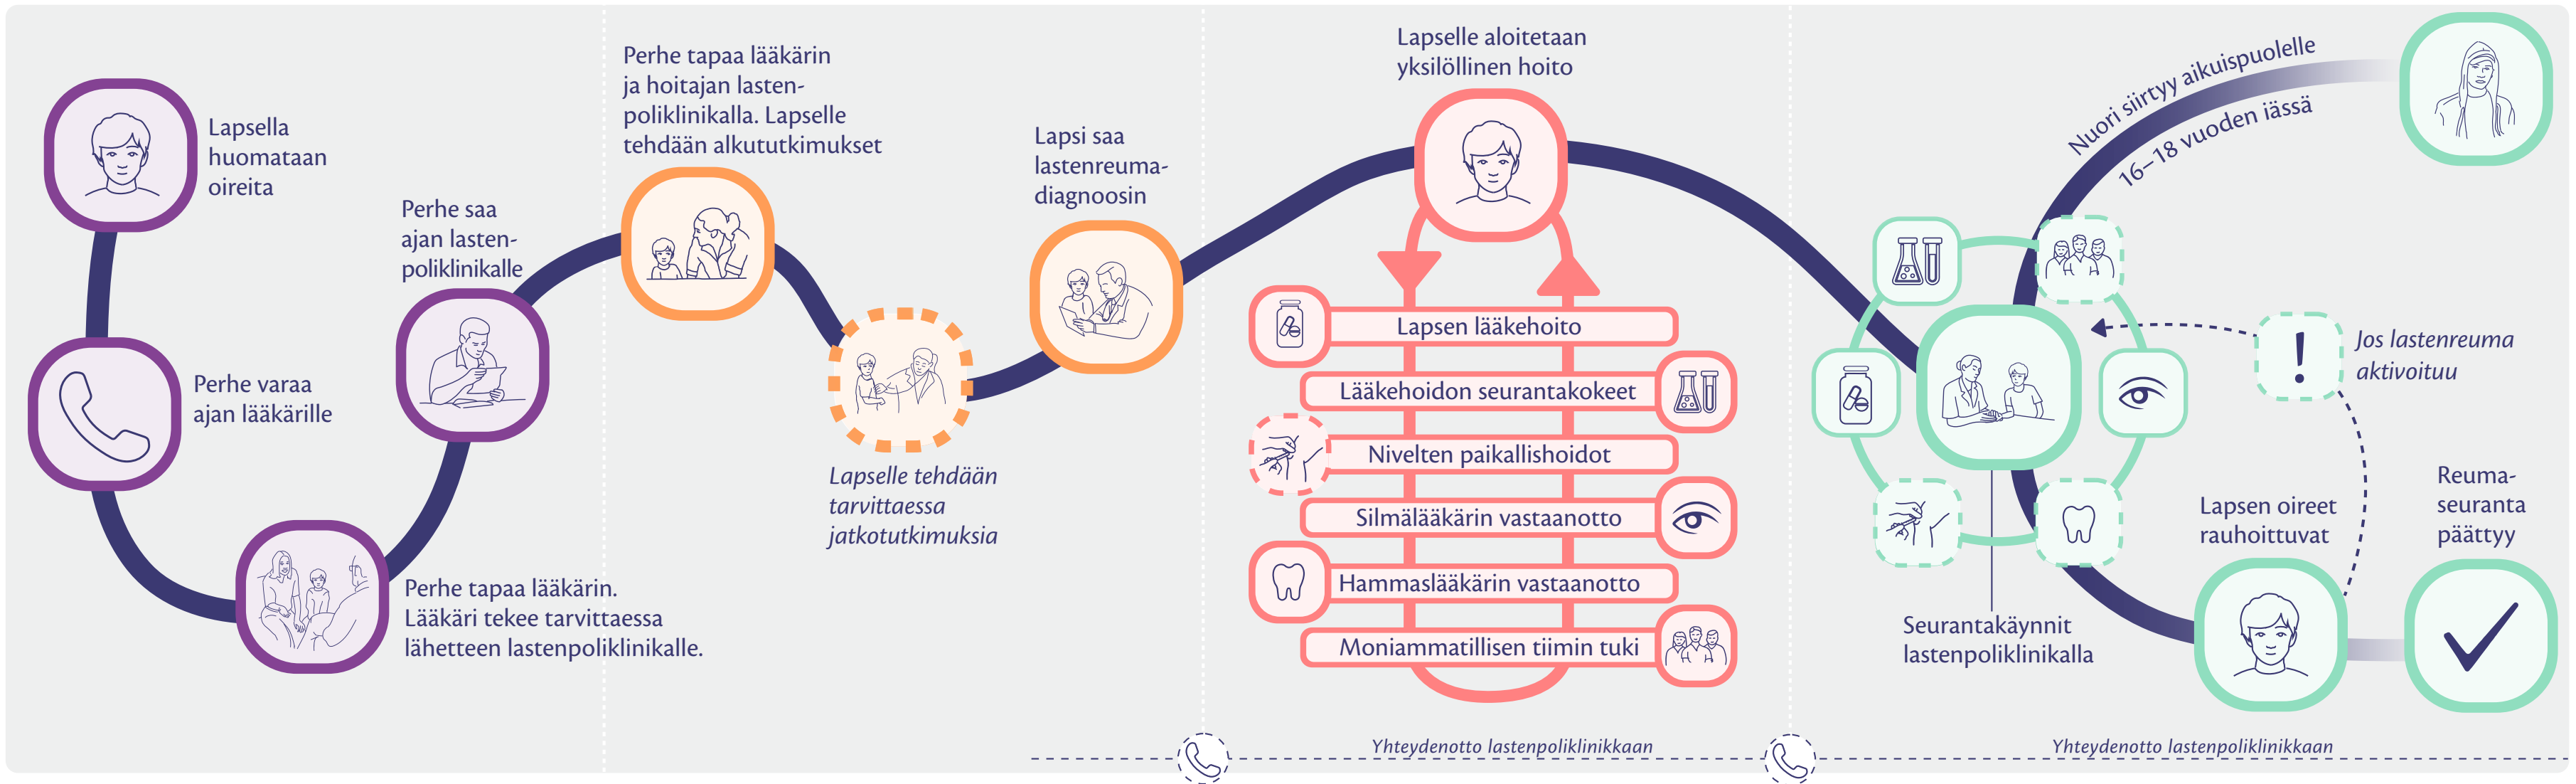 Lapsella
huomataan
oireita
Perhe varaa
ajan lääkärille
Perhe tapaa lääkärin.
Lääkäri tekee tarvittaessa
lähetteen lastenpoliklinikalle.
Perhe saa
ajan lasten-
poliklinikalle
Perhe tapaa lääkärin
ja hoitajan lasten-
poliklinikalla. Lapselle
tehdään alkututkimukset
Lapselle tehdään
tarvittaessa
jatkotutkimuksia
Lapsi saa
lastenreuma-
diagnoosin
Lapselle aloitetaan
yksilöllinen hoito
Lapsen lääkehoito
Lääkehoidon seurantakokeet
Nivelten paikallishoidot
Silmälääkärin vastaanotto
Hammaslääkärin vastaanotto
Moniammatillisen tiimin tuki
Yhteydenotto lastenpoliklinikkaan
Nuori siirtyy aikuispuolelle
16–18 vuoden iässä
!
Jos lastenreuma
aktivoituu
Seurantakäynnit
lastenpoliklinikalla
Lapsen oireet
rauhoittuvat
Reuma-
seuranta
päättyy
Yhteydenotto lastenpoliklinikkaan